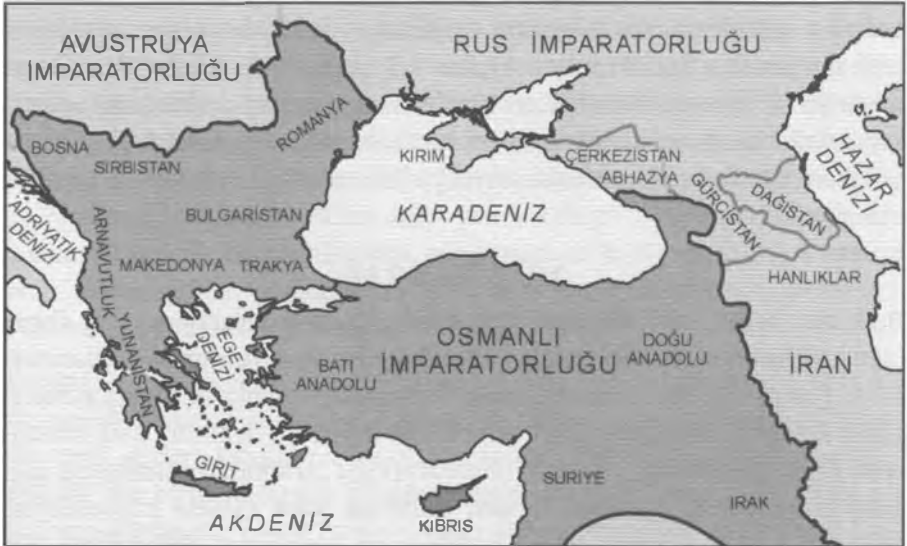 AVUSTRUYA
İMPARATORLUĞU
RUS İMPARATORLUĞU
ROMANYA
BOSNA
SIRBISTAN
KIRIM
ÇERKEZİSTAN
ABHAZYA
GÜRCİSTAN
DAĞISTAN
HAZAR
DENİZİ
ADRİYATİK
DENİZİ
ARNAVUTLUK
BULGARİSTAN
KARADENİZ
MAKEDONYA
TRAKYA
HANLIKLAR
YUNANİSTAN
EGE
DENİZİ
BATI
ANADOLU
OSMANLI
İMPARATORLUĞU
DOĞU
ANADOLU
İRAN
GİRİT
SURİYE
IRAK
AKDENİZ
KIBRIS